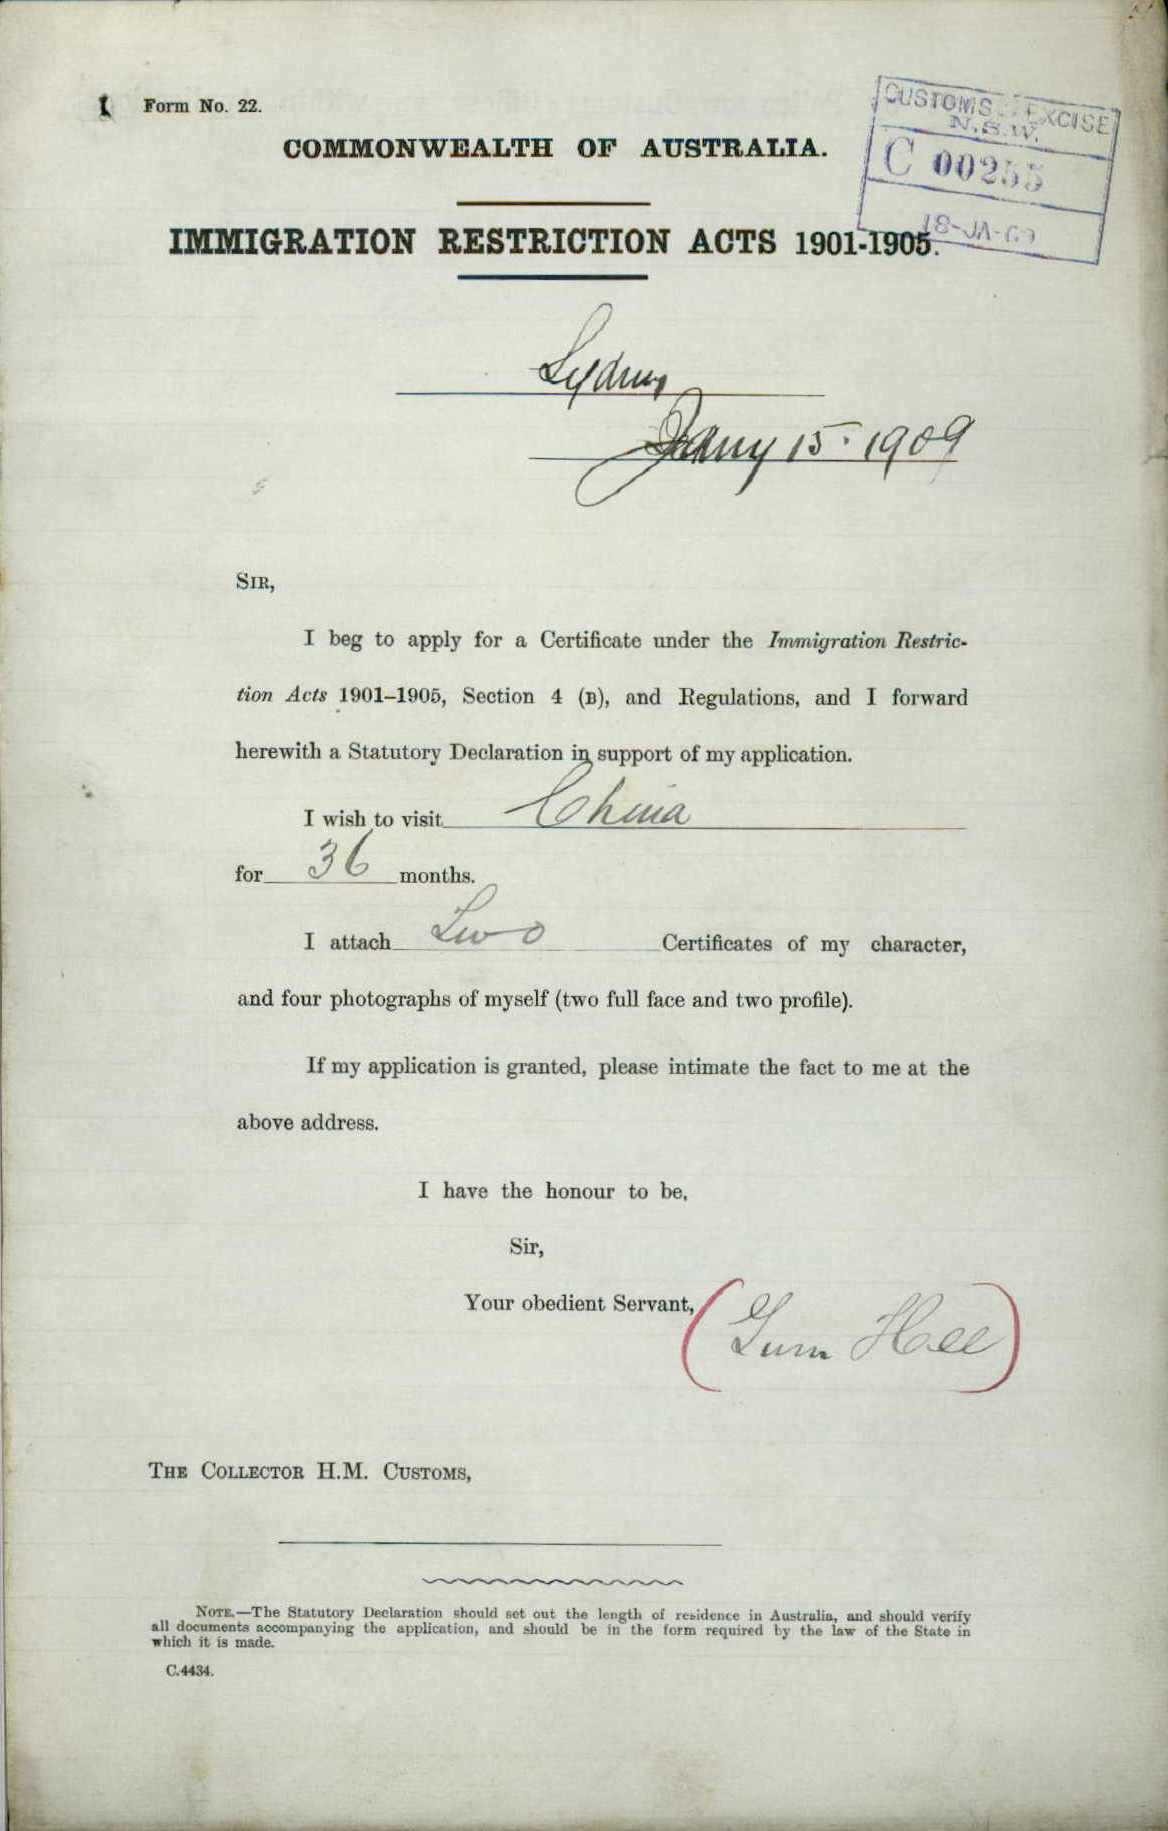 Form No. 22.
CUSTOMS & EXCISE
N.S.W.
C 00255
18-JA-09
COMMONWEALTH OF AUSTRALIA.
IMMIGRATION RESTRICTION ACTS 1901-1905.
Sydney
Jany 15. 1909
SIR,
I beg to apply for a Certificate under the Immigration Restric-
tion Acts 1901–1905, Section 4 (B), and Regulations, and I forward
herewith a Statutory Declaration in support of my application.
I wish to visit China
for 36 months.
I attach Two Certificates of my character,
and four photographs of myself (two full face and two profile).
If my application is granted, please intimate the fact to me at the
above address.
I have the honour to be,
Sir,
Your obedient Servant,
(Gum Hee)
THE COLLECTOR H.M. CUSTOMS,
NOTE.—The Statutory Declaration should set out the length of residence in Australia, and should verify
all documents accompanying the application, and should be in the form required by the law of the State in
which it is made.
C.4434.